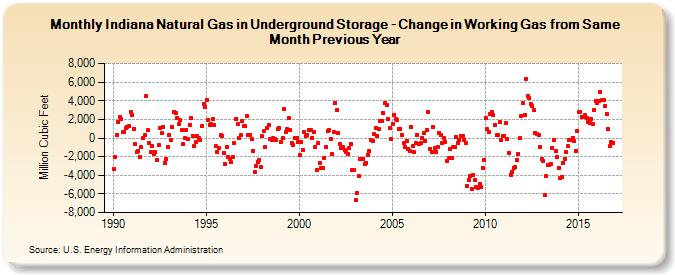 Monthly Indiana Natural Gas in Underground Storage - Change in Working Gas from Same
Month Previous Year
Million Cubic Feet
8,000
6,000
4,000
2,000
0
-2,000
-4,000
-6,000
-8,000
1990 1995 2000 2005 2010 2015
Source: U.S. Energy Information Administration